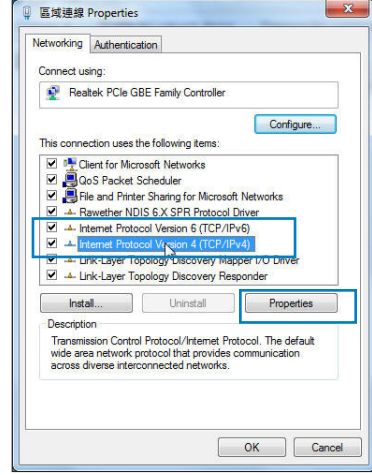 區域連線 Properties
Networking
Authentication
Connect using:
Realtek PCIe GBE Family Controller
Configure...
This connection uses the following items:
Client for Microsoft Networks
QoS Packet Scheduler
File and Printer Sharing for Microsoft Networks
Rawether NDIS 6.X SPR Protocol Driver
Internet Protocol Version 6 (TCP/IPv6)
Internet Protocol Version 4 (TCP/IPv4)
Link-Layer Topology Discovery Mapper I/O Driver
Link-Layer Topology Discovery Responder
Install...
Uninstall
Properties
Description
Transmission Control Protocol/Internet Protocol. The default
wide area network protocol that provides communication
across diverse interconnected networks.
OK
Cancel